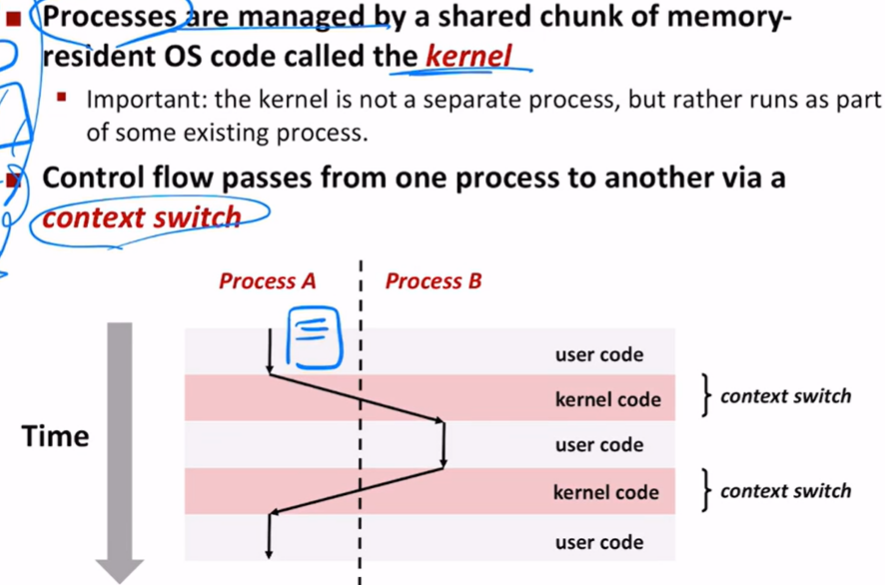 Processes are managed by a shared chunk of memory-
resident OS code called the kernel
Important: the kernel is not a separate process, but rather runs as part
of some existing process.
Control flow passes from one process to another via a
context switch
Process A
Process B
user code
kernel code
context switch
Time
user code
kernel code
context switch
user code